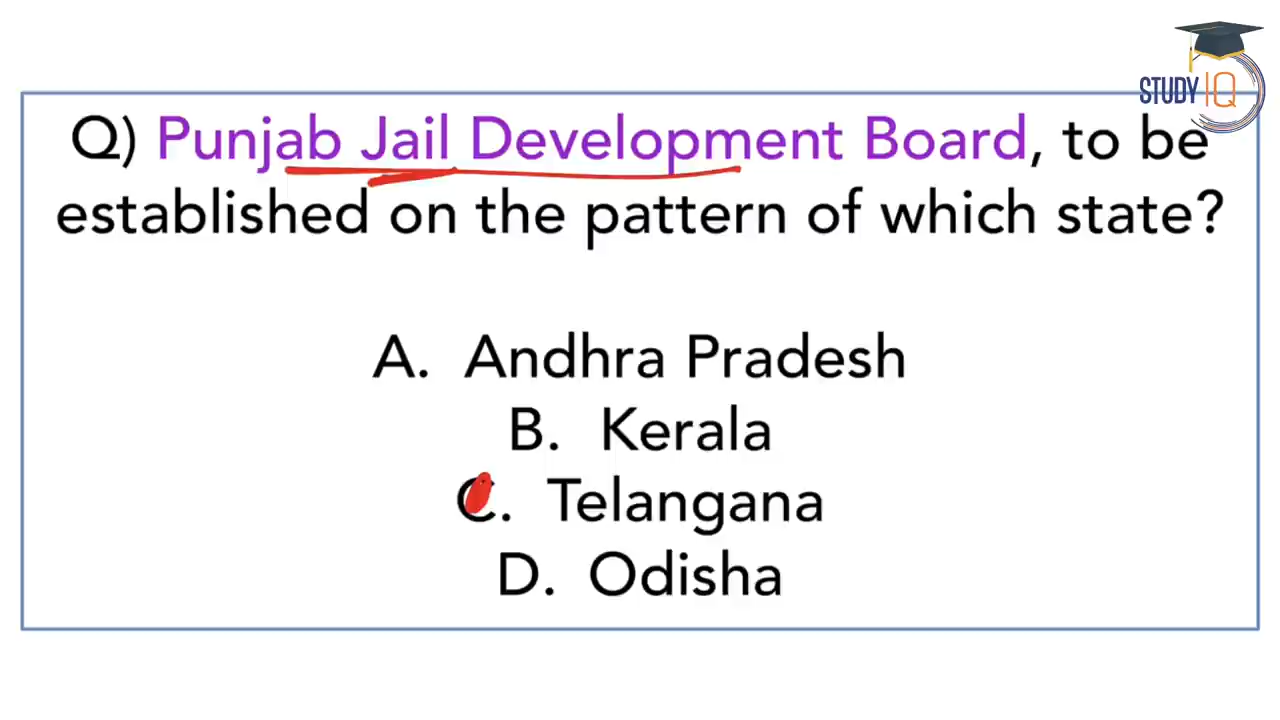 STUDY IQ
Q) Punjab Jail Development Board, to be
established on the pattern of which state?
A. Andhra Pradesh
B. Kerala
C. Telangana
D. Odisha